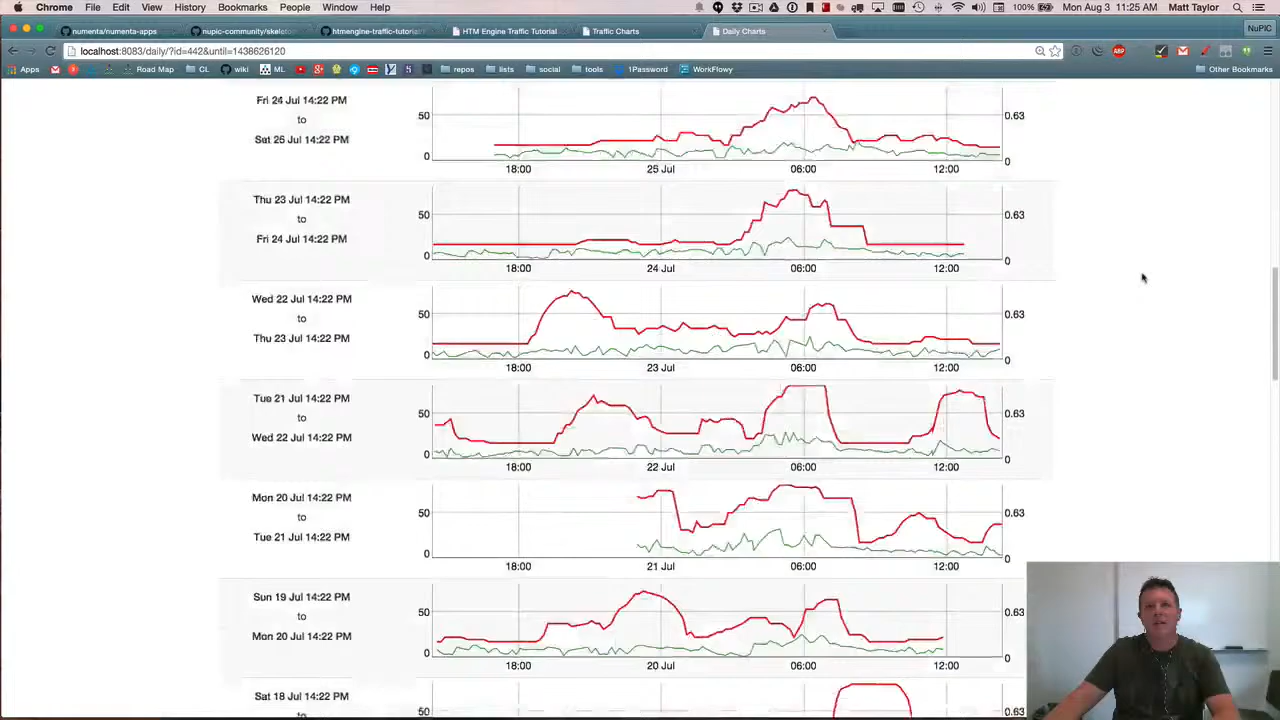 Chrome File Edit View History Bookmarks People Window Help 100% Mon Aug 3 11:25 AM Matt Taylor
numenta/numenta-apps nupic-community/skele htmengine-traffic-tutorial HTM Engine Traffic Tutorial Traffic Charts Daily Charts NuPIC
localhost:8083/daily/?id=442&until=1438626120 ABP
Apps Road Map CL wiki ML repos lists social tools 1Password WorkFlowy Other Bookmarks
Fri 24 Jul 14:22 PM
to
Sat 25 Jul 14:22 PM
50 0.63
0 0
18:00 25 Jul 06:00 12:00
Thu 23 Jul 14:22 PM
to
Fri 24 Jul 14:22 PM
50 0.63
0 0
18:00 24 Jul 06:00 12:00
Wed 22 Jul 14:22 PM
to
Thu 23 Jul 14:22 PM
50 0.63
0 0
18:00 23 Jul 06:00 12:00
Tue 21 Jul 14:22 PM
to
Wed 22 Jul 14:22 PM
50 0.63
0 0
18:00 22 Jul 06:00 12:00
Mon 20 Jul 14:22 PM
to
Tue 21 Jul 14:22 PM
50 0.63
0 0
18:00 21 Jul 06:00 12:00
Sun 19 Jul 14:22 PM
to
Mon 20 Jul 14:22 PM
50 0.63
0 0
18:00 20 Jul 06:00 12:00
Sat 18 Jul 14:22 PM
to
50 0.63